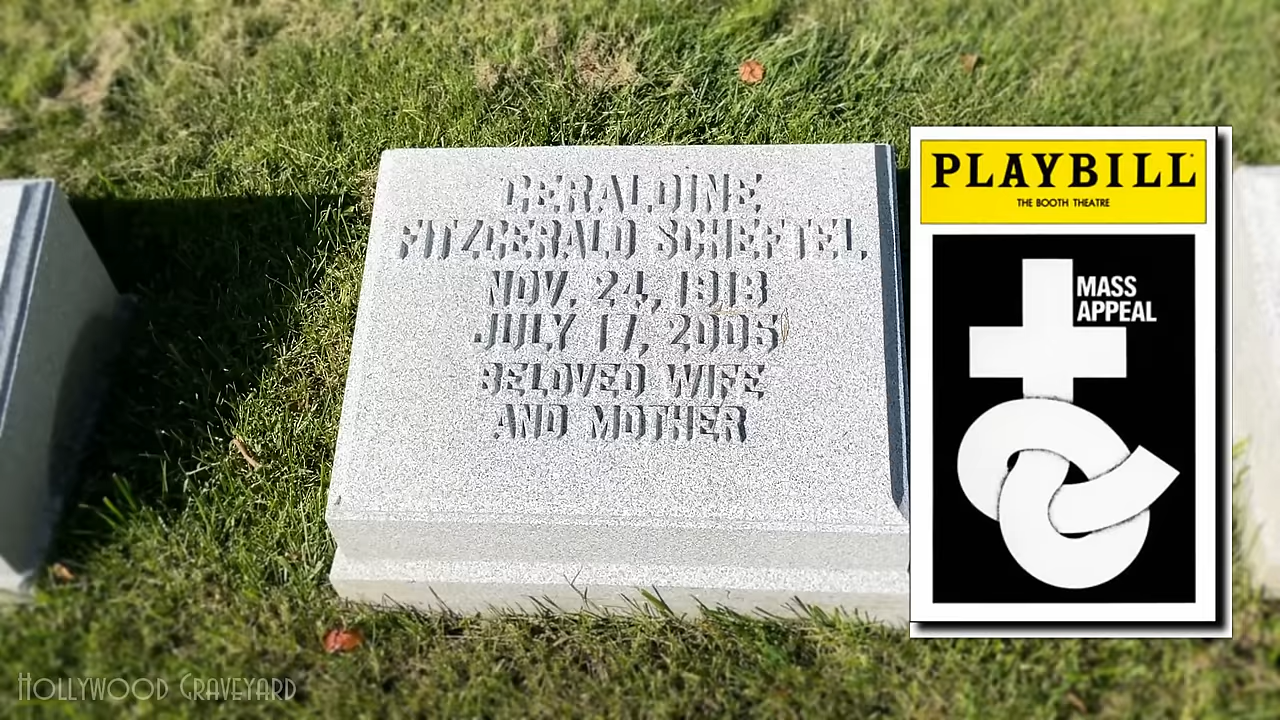 GERALDINE
FITZGERALD SCHEFTEL
NOV. 24, 1913
JULY 17, 2005
BELOVED WIFE
AND MOTHER
PLAYBILL
THE BOOTH THEATRE
MASS
APPEAL
HOLLYWOOD GRAVEYARD